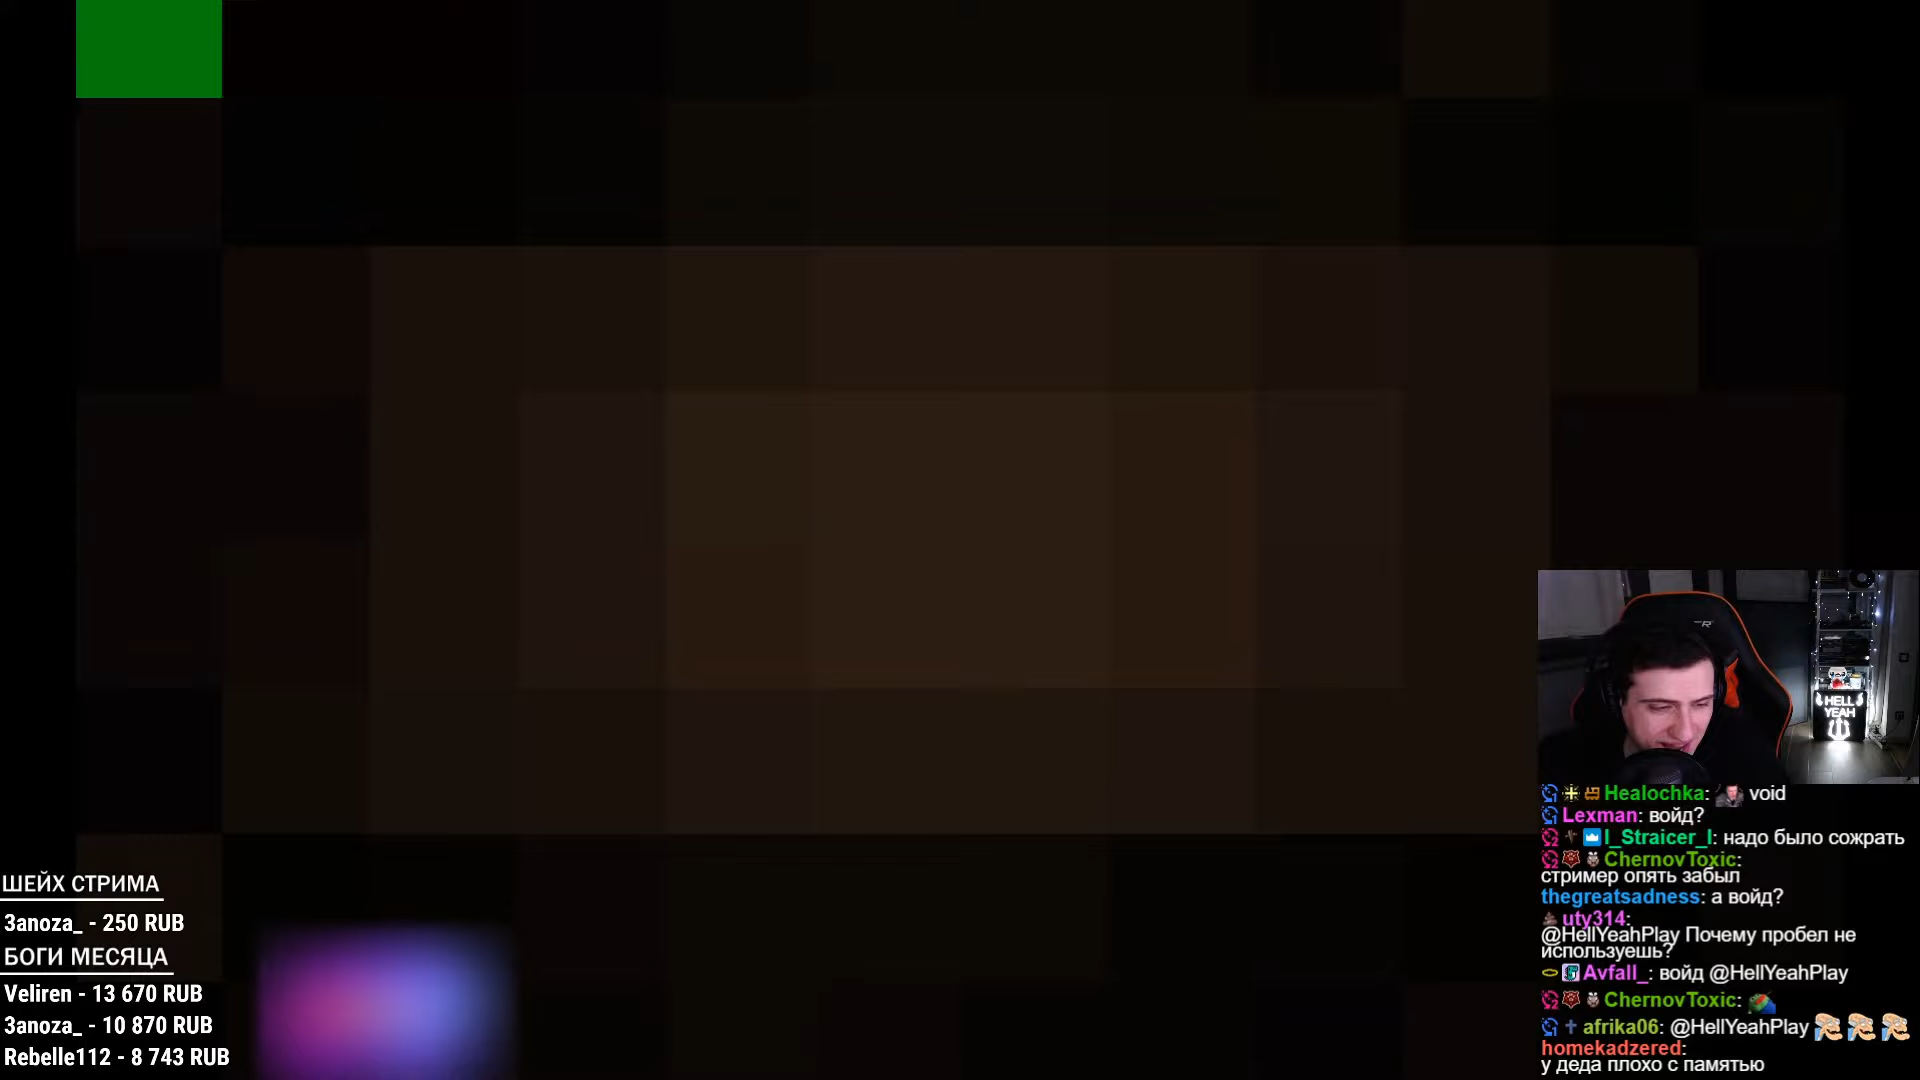 HELL
YEAH
Healochka: void
Lexman: войд?
I_Straicer_I: надо было сожрать
ChernovToxic:
стример опять забыл
thegreatsadness: а войд?
uty314:
@HellYeahPlay Почему пробел не
используешь?
Avfall_: войд @HellYeahPlay
ChernovToxic:
afrika06: @HellYeahPlay
homekadzered:
у деда плохо с памятью
ШЕЙХ СТРИМА
3anoza_ - 250 RUB
БОГИ МЕСЯЦА
Veliren - 13 670 RUB
3anoza_ - 10 870 RUB
Rebelle112 - 8 743 RUB